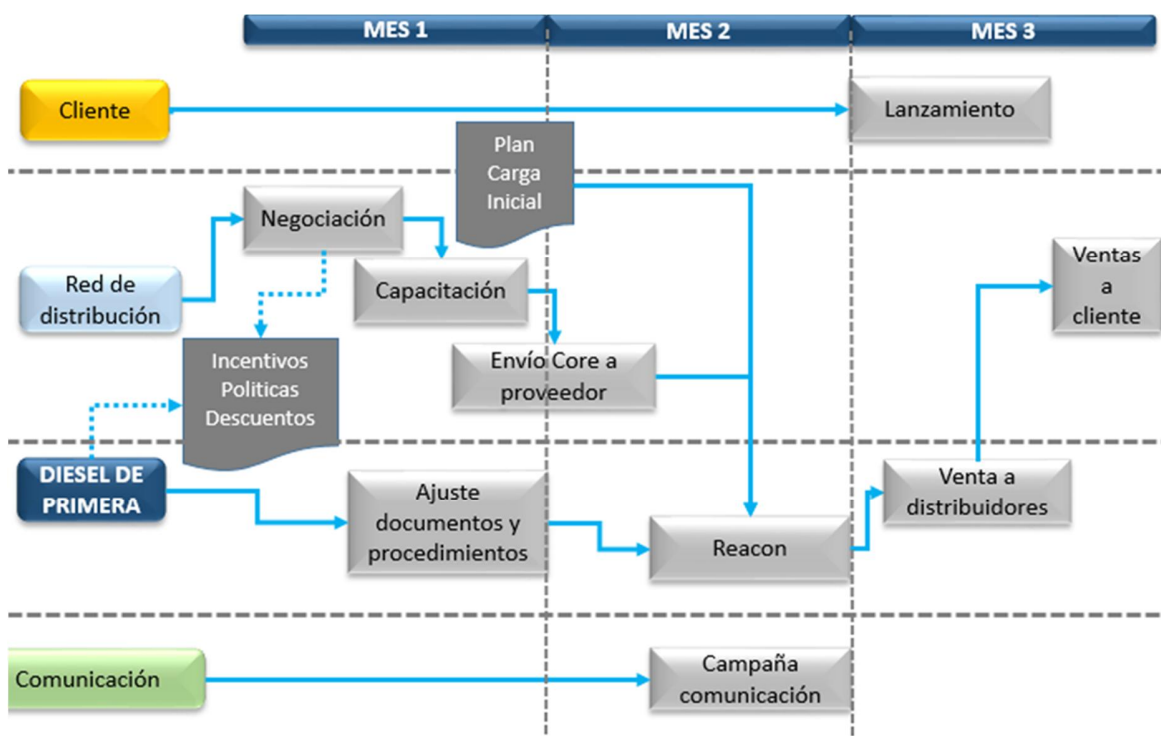 MES 1
MES 2
MES 3
Cliente
Lanzamiento
Plan
Carga
Inicial
Negociación
Red de
distribución
Capacitación
Ventas
a
cliente
Incentivos
Politicas
Descuentos
Envío Core a
proveedor
DIESEL DE
PRIMERA
Ajuste
documentos y
procedimientos
Reacon
Venta a
distribuidores
Comunicación
Campaña
comunicación